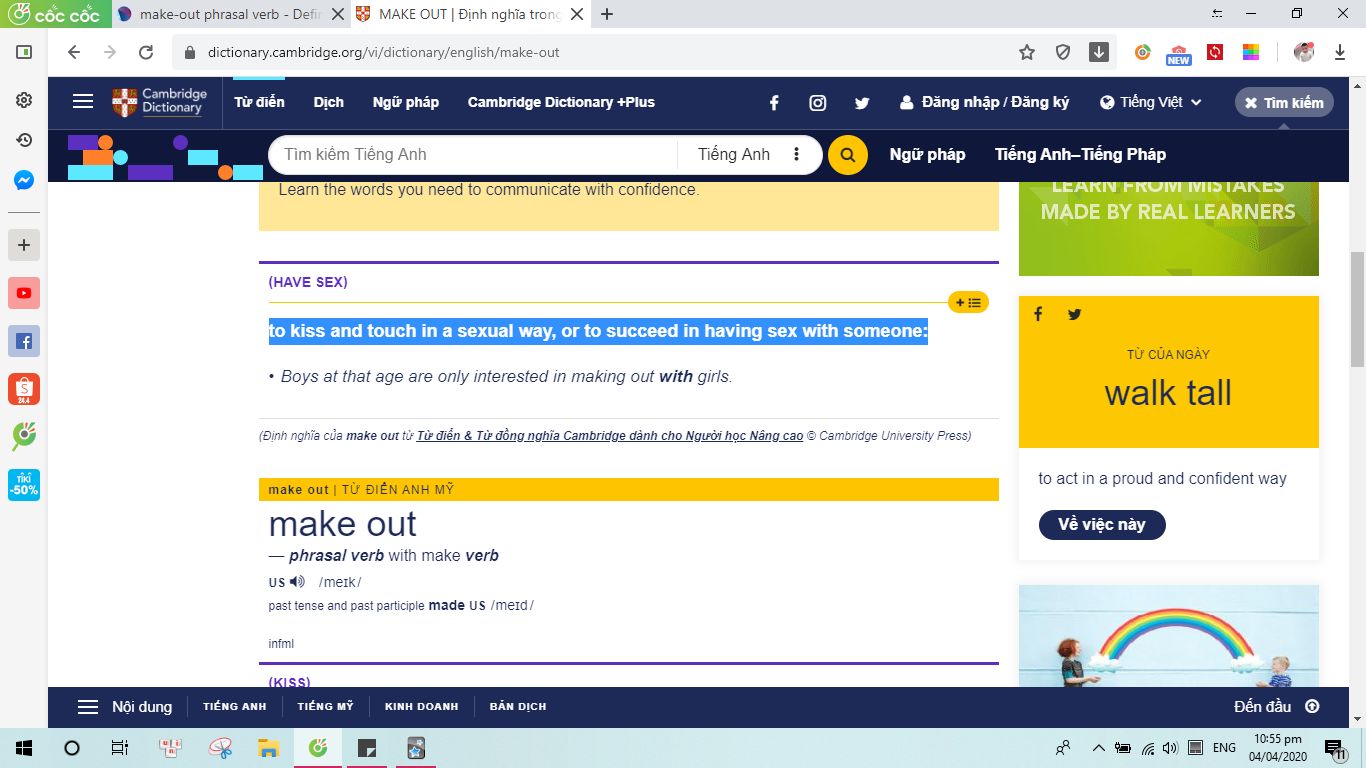 cốc cốc
make-out phrasal verb - Defin
MAKE OUT | Định nghĩa trong
dictionary.cambridge.org/vi/dictionary/english/make-out
NEW
Cambridge
Dictionary
Từ điển
Dịch
Ngữ pháp
Cambridge Dictionary +Plus
Đăng nhập / Đăng ký
Tiếng Việt
Tìm kiếm
Tìm kiếm Tiếng Anh
Tiếng Anh
Ngữ pháp
Tiếng Anh–Tiếng Pháp
Learn the words you need to communicate with confidence.
LEARN FROM MISTAKES
MADE BY REAL LEARNERS
(HAVE SEX)
to kiss and touch in a sexual way, or to succeed in having sex with someone:
• Boys at that age are only interested in making out with girls.
(Định nghĩa của make out từ Từ điển & Từ đồng nghĩa Cambridge dành cho Người học Nâng cao © Cambridge University Press)
make out | TỪ ĐIỂN ANH MỸ
make out
— phrasal verb with make verb
US /meɪk/
past tense and past participle made US /meɪd/
infml
(KISS)
TỪ CỦA NGÀY
walk tall
to act in a proud and confident way
Về việc này
24.4
TIKI
-50%
Nội dung
TIẾNG ANH
TIẾNG MỸ
KINH DOANH
BẢN DỊCH
Đến đầu
ENG
10:55 pm
04/04/2020
11